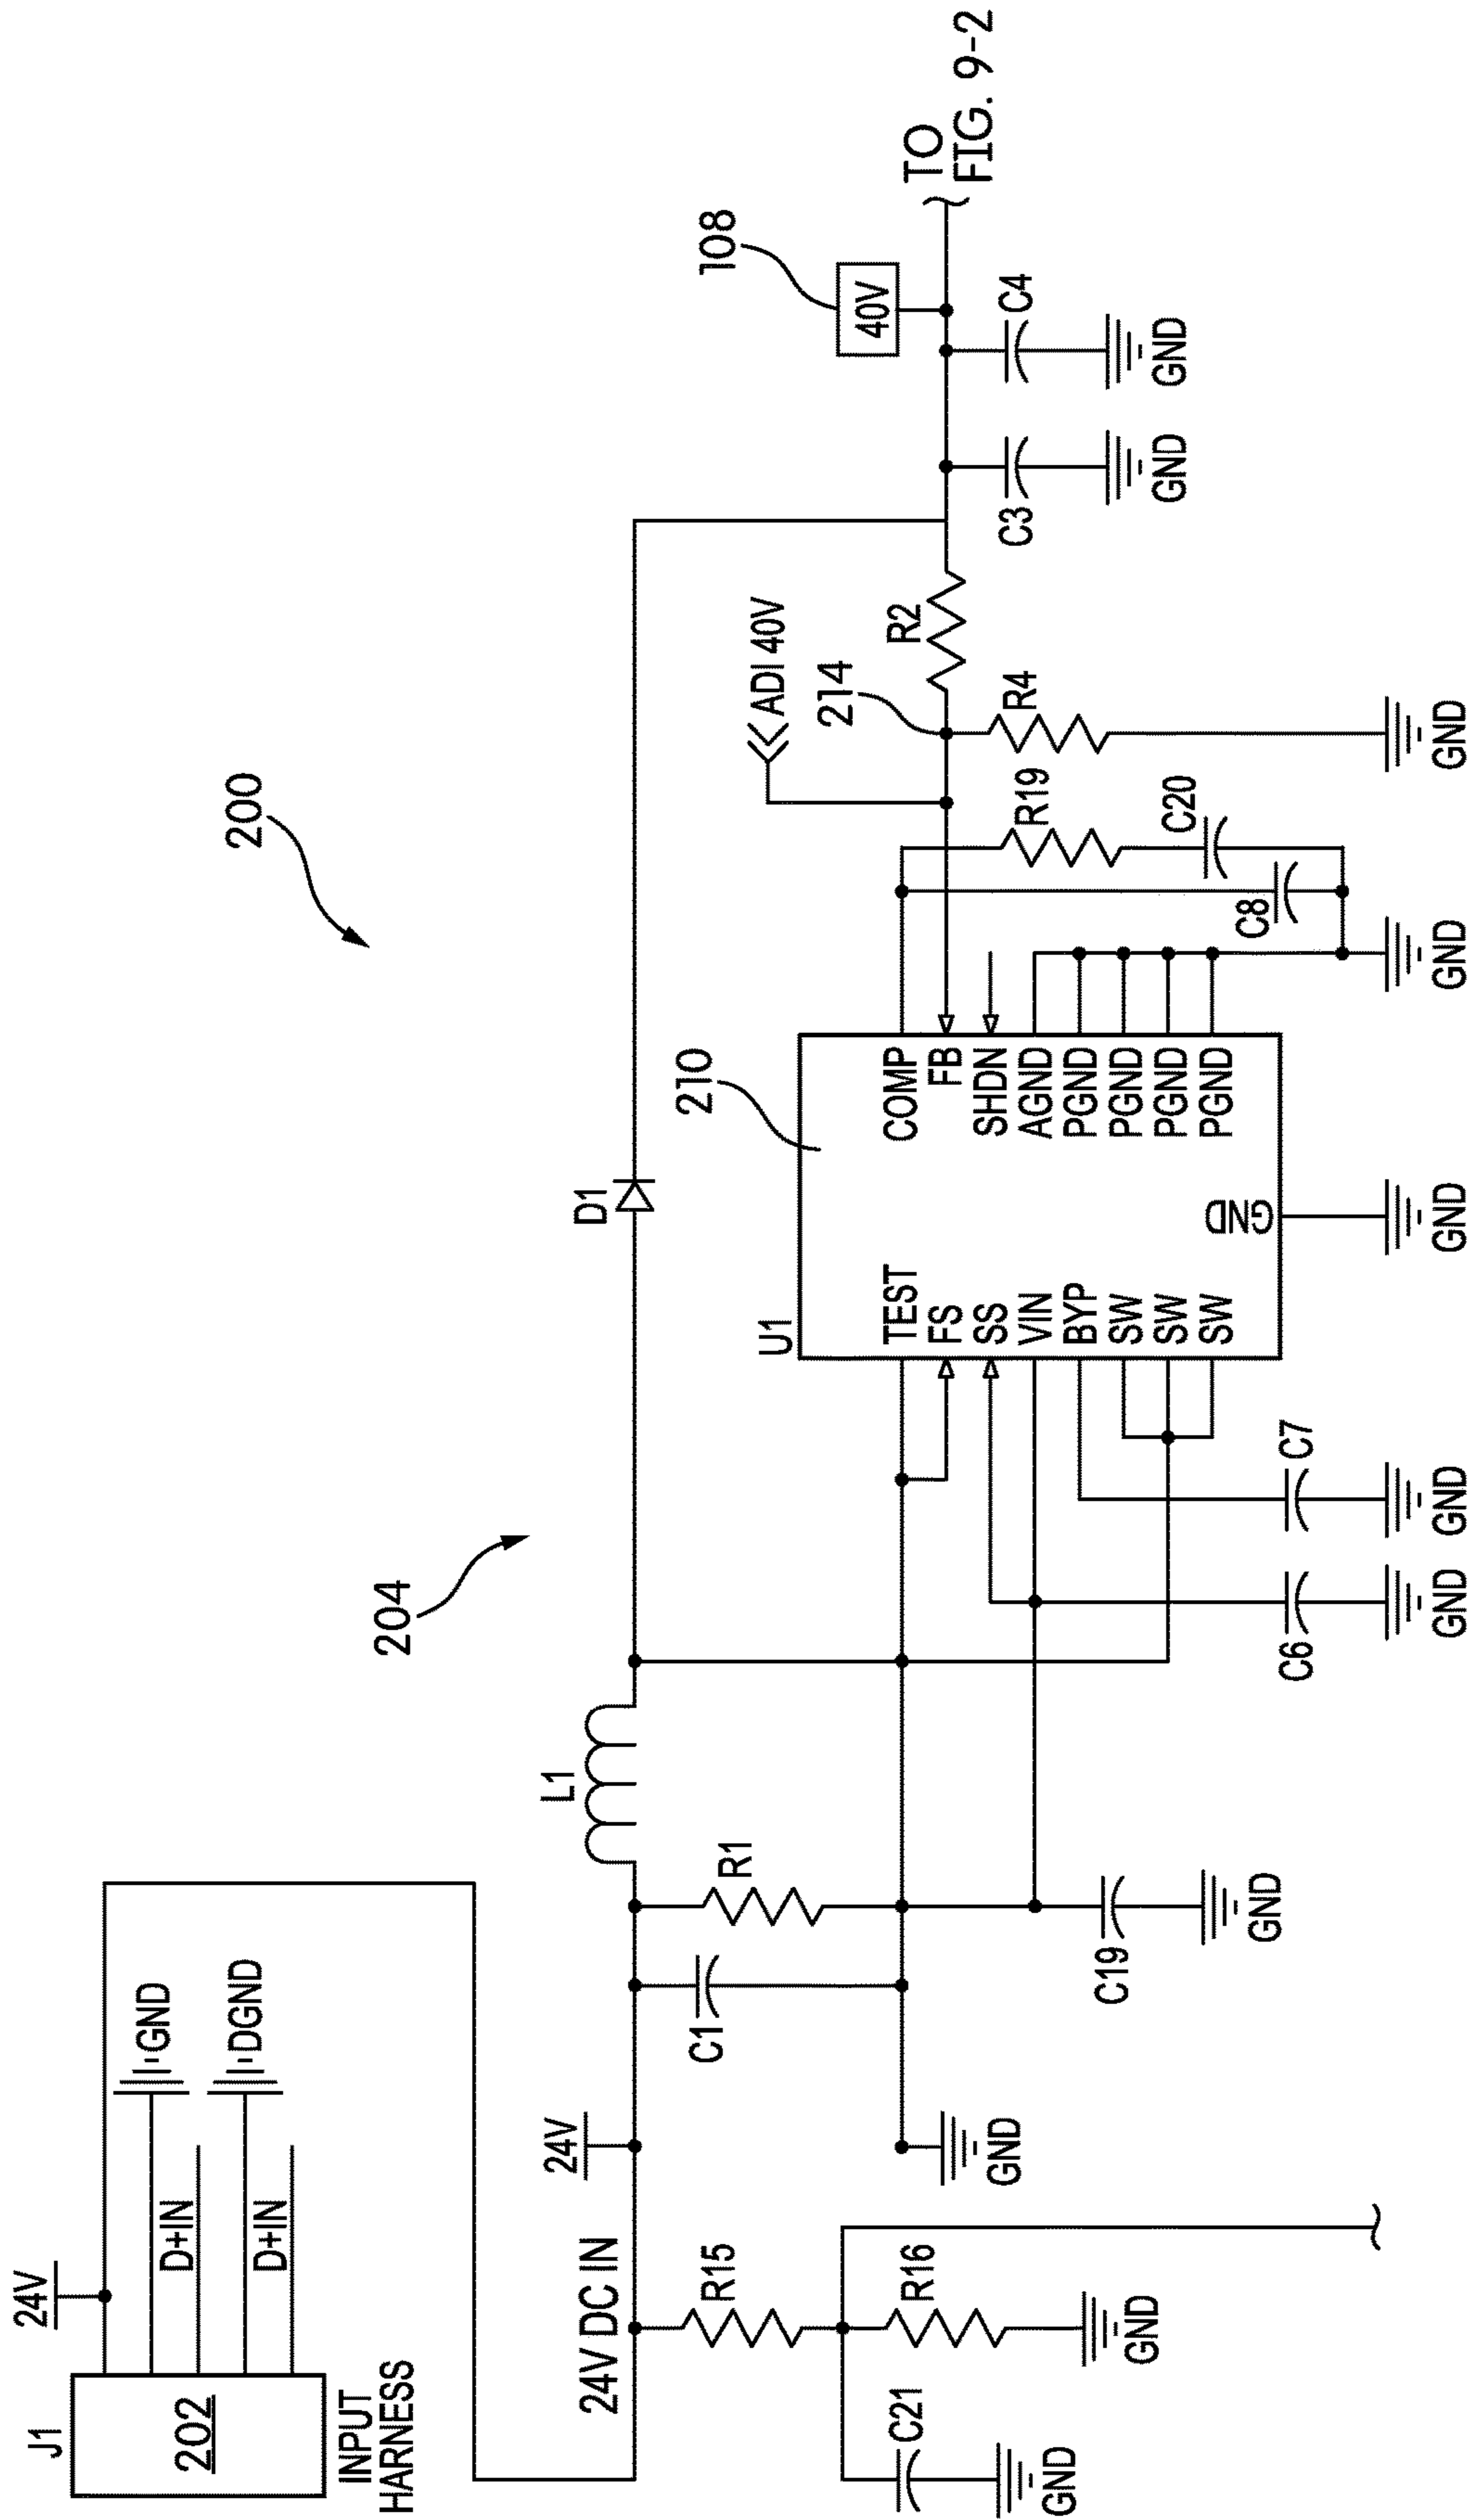 200
204
J1
202
INPUT
HARNESS
24V
GND
D+IN
DGND
D+IN
24V DC IN
24V
R15
R16
GND
C21
GND
C1
GND
R1
C19
GND
L1
D1
C6
GND
C7
GND
U1
210
TEST
FS
SS
VIN
BYP
SW
SW
SW
GND
GND
COMP
FB
SHDN
AGND
PGND
PGND
PGND
PGND
C8
C20
R19
GND
ADI 40V
214
R4
GND
R2
C3
GND
C4
GND
40V
108
TO
FIG. 9-2